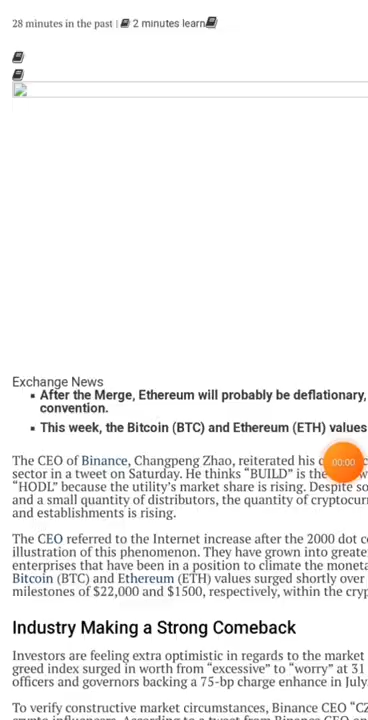 28 minutes in the past | 2 minutes learn
Exchange News
After the Merge, Ethereum will probably be deflationary,
convention.
This week, the Bitcoin (BTC) and Ethereum (ETH) values
The CEO of Binance, Changpeng Zhao, reiterated his
sector in a tweet on Saturday. He thinks “BUILD” is the
“HODL” because the utility’s market share is rising. Despite so
and a small quantity of distributors, the quantity of cryptocurr
and establishments is rising.
The CEO referred to the Internet increase after the 2000 dot c
illustration of this phenomenon. They have grown into greate
enterprises that have been in a position to climate the moneta
Bitcoin (BTC) and Ethereum (ETH) values surged shortly over
milestones of $22,000 and $1500, respectively, within the cryp
Industry Making a Strong Comeback
Investors are feeling extra optimistic in regards to the market
greed index surged in worth from “excessive” to “worry” at 31
officers and governors backing a 75-bp charge enhance in July
To verify constructive market circumstances, Binance CEO “CZ
00:00